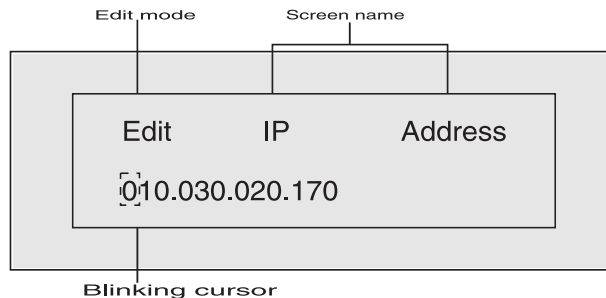 Edit mode Screen name
Edit IP Address
010.030.020.170
Blinking cursor